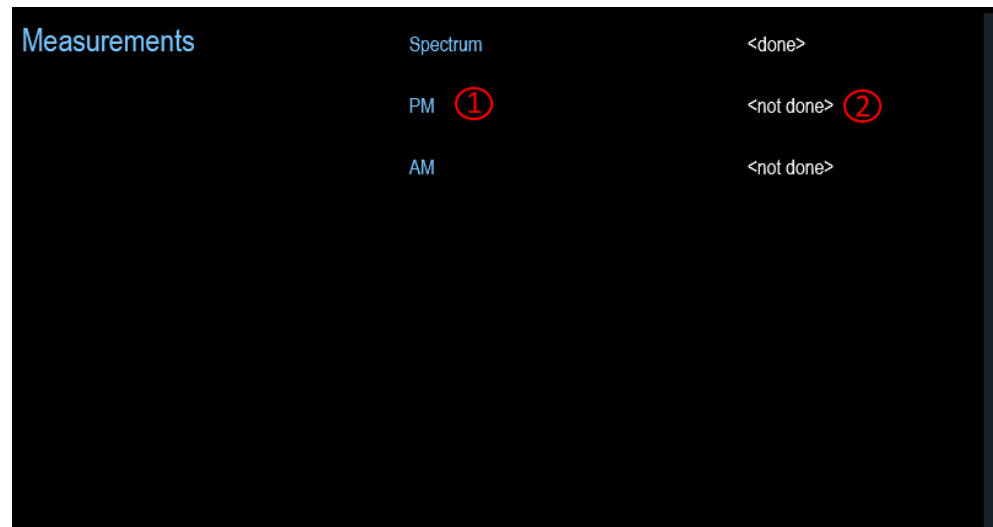 Measurements Spectrum <done>
PM ① <not done> ②
AM <not done>